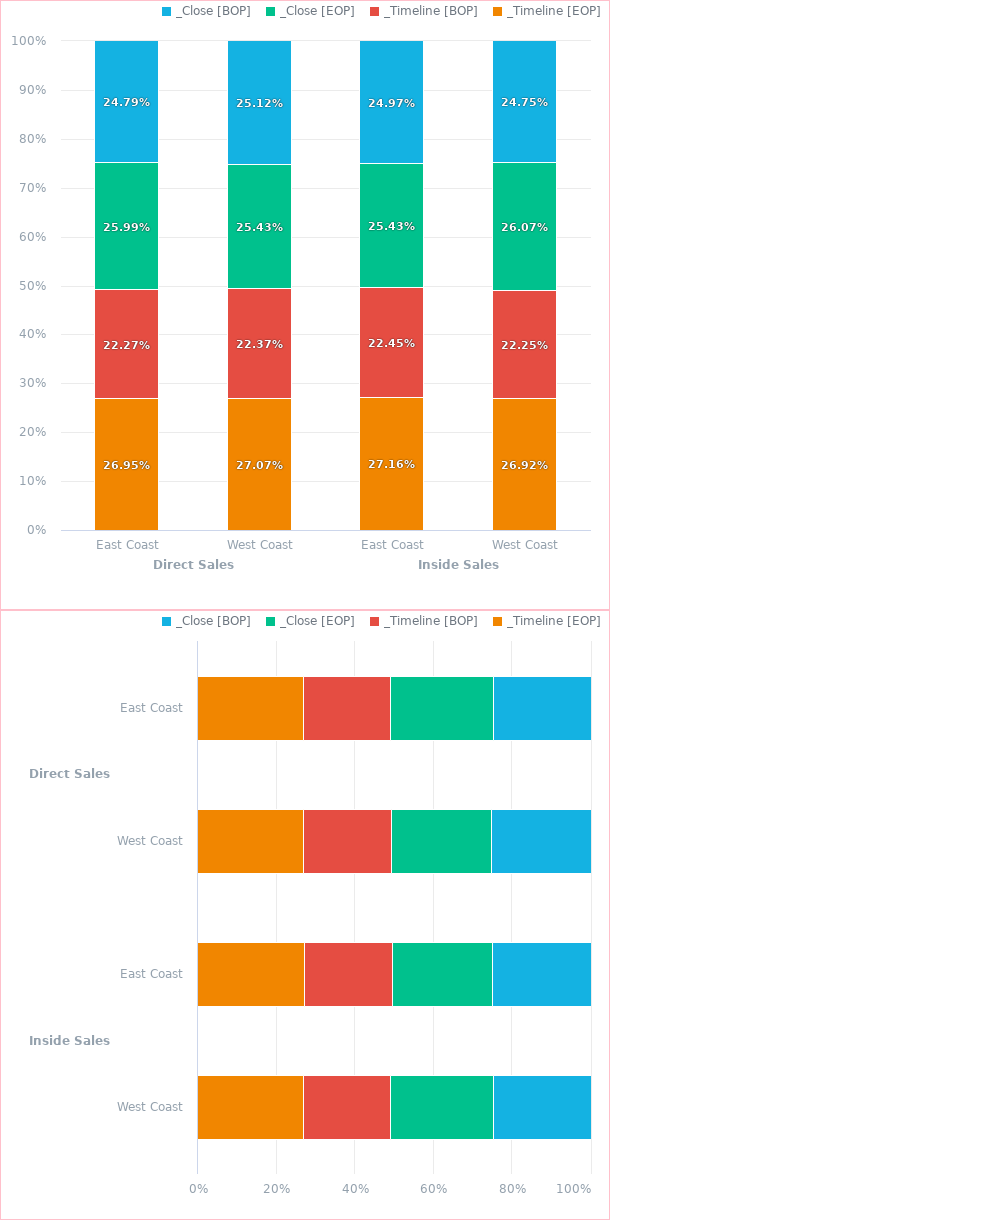 _Close [BOP] _Close [EOP] _Timeline [BOP] _Timeline [EOP]
100%
90%
24.79% 25.12% 24.97% 24.75%
80%
70%
60%
25.99% 25.43% 25.43% 26.07%
50%
40%
22.27% 22.37% 22.45% 22.25%
30%
20%
26.95% 27.07% 27.16% 26.92%
10%
0%
East Coast West Coast East Coast West Coast
Direct Sales Inside Sales
_Close [BOP] _Close [EOP] _Timeline [BOP] _Timeline [EOP]
East Coast
Direct Sales
West Coast
East Coast
Inside Sales
West Coast
0% 20% 40% 60% 80% 100%